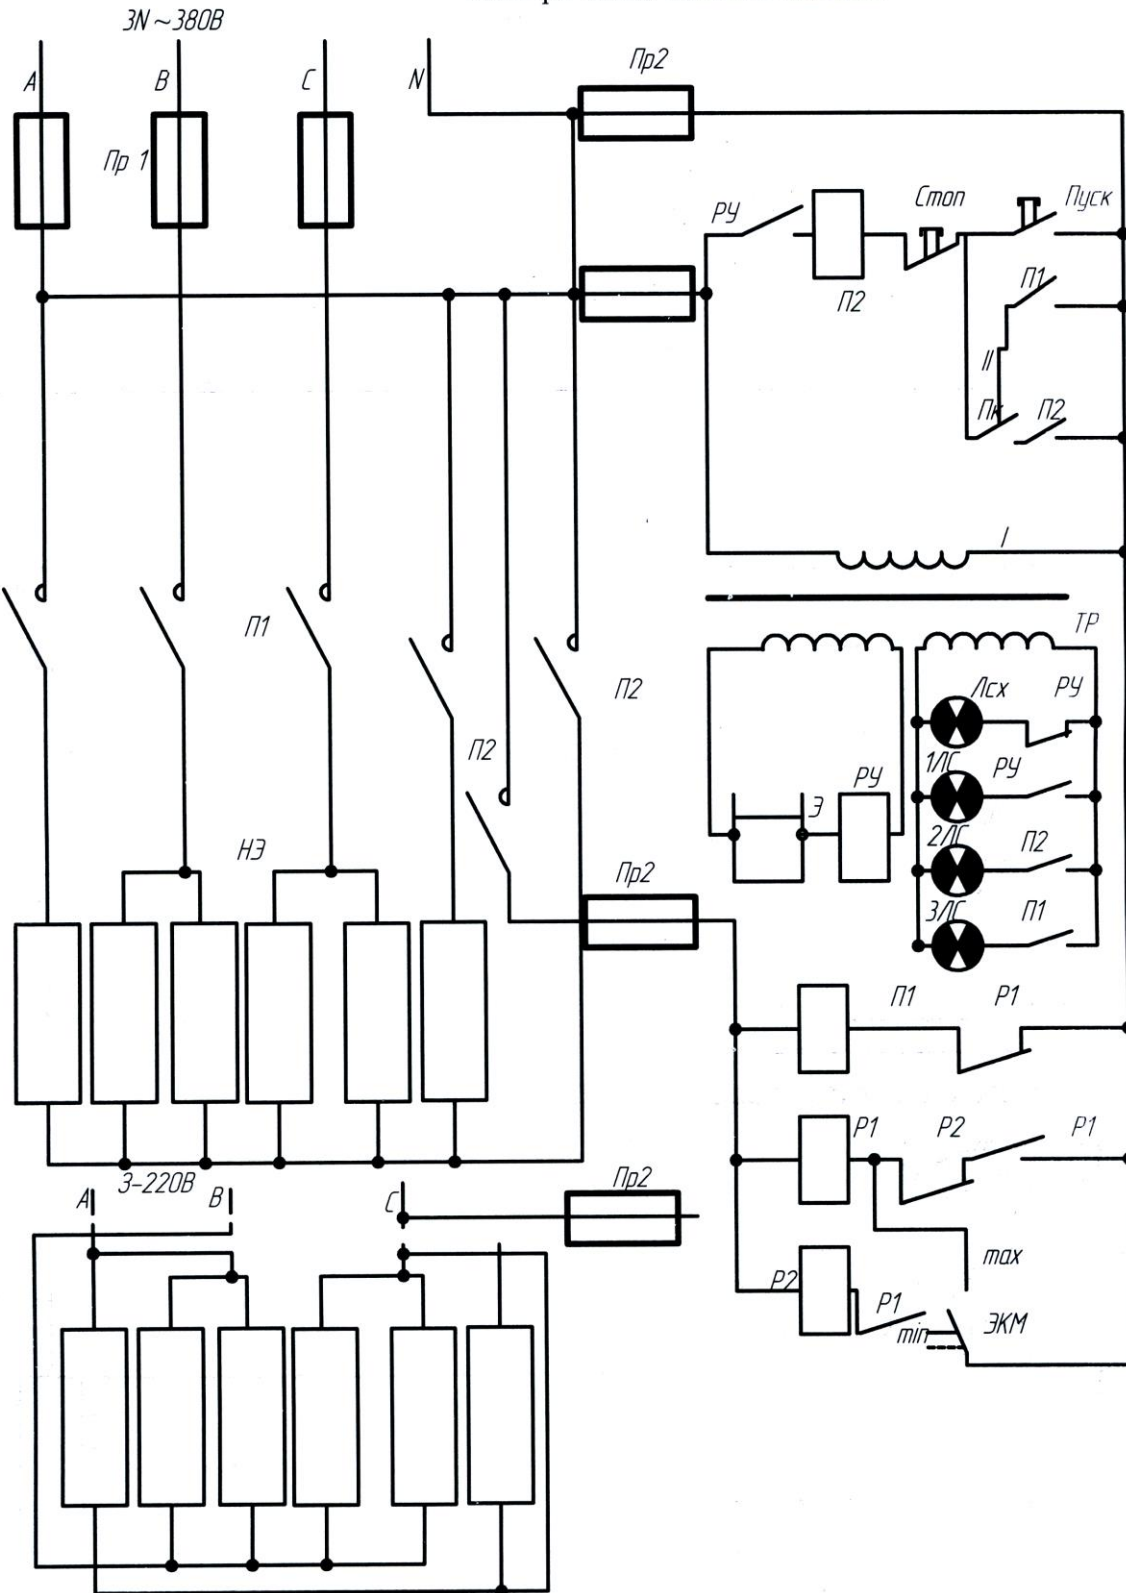 3N ~380В
А
В
С
N
Пр2
Пр 1
РУ
Стоп
Пуск
П2
П1
II
Пк
П2
I
П1
ТР
П2
Лсх
РУ
П2
1ЛС
РУ
РУ
Э
НЭ
2ЛС
П2
Пр2
3ЛС
П1
П1
Р1
Р1
Р2
Р1
3-220В
А
В
С
Пр2
max
Р2
Р1
min
ЭКМ